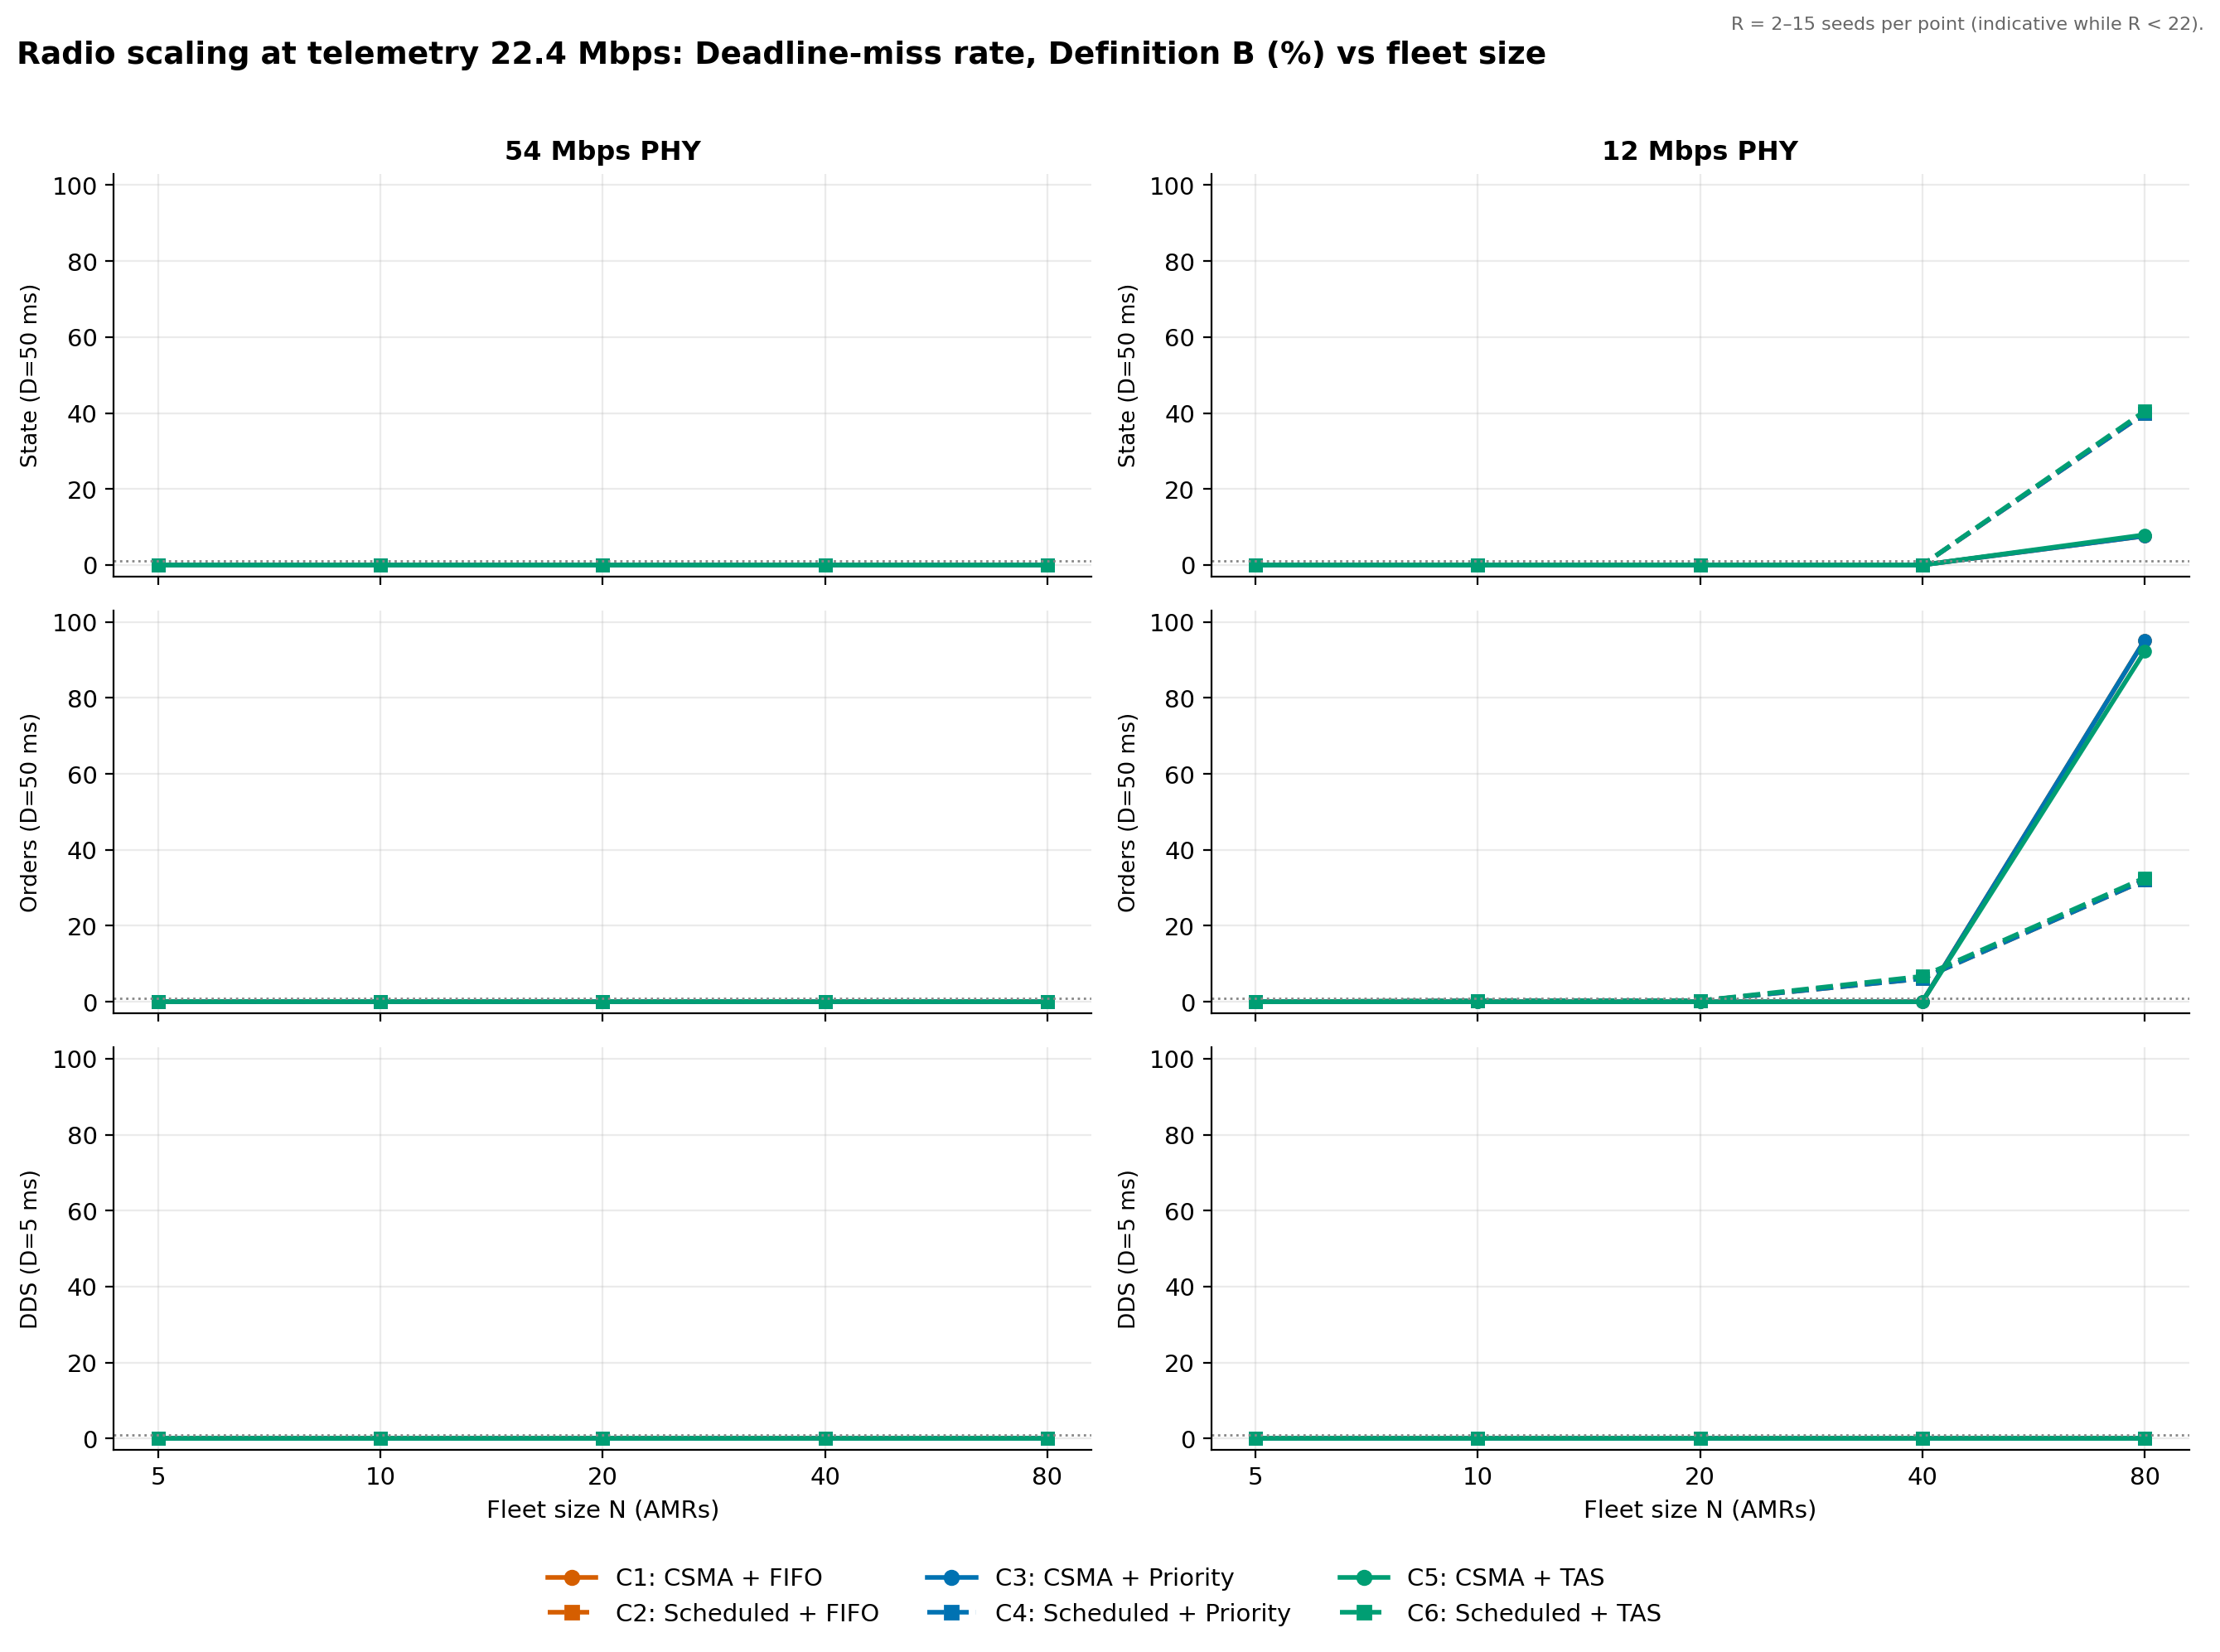 R = 2–15 seeds per point (indicative while R < 22).
Radio scaling at telemetry 22.4 Mbps: Deadline-miss rate, Definition B (%) vs fleet size
54 Mbps PHY
12 Mbps PHY
State (D=50 ms)
100
80
60
40
20
0
State (D=50 ms)
100
80
60
40
20
0
Orders (D=50 ms)
100
80
60
40
20
0
Orders (D=50 ms)
100
80
60
40
20
0
DDS (D=5 ms)
100
80
60
40
20
0
5 10 20 40 80
Fleet size N (AMRs)
DDS (D=5 ms)
100
80
60
40
20
0
5 10 20 40 80
Fleet size N (AMRs)
C1: CSMA + FIFO
C2: Scheduled + FIFO
C3: CSMA + Priority
C4: Scheduled + Priority
C5: CSMA + TAS
C6: Scheduled + TAS